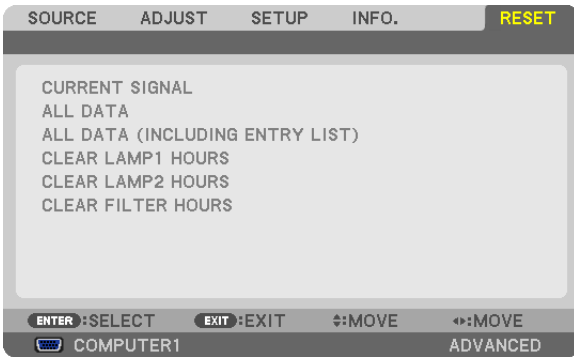 SOURCE ADJUST SETUP INFO. RESET
CURRENT SIGNAL
ALL DATA
ALL DATA (INCLUDING ENTRY LIST)
CLEAR LAMP1 HOURS
CLEAR LAMP2 HOURS
CLEAR FILTER HOURS
ENTER :SELECT EXIT :EXIT :MOVE :MOVE
COMPUTER1 ADVANCED